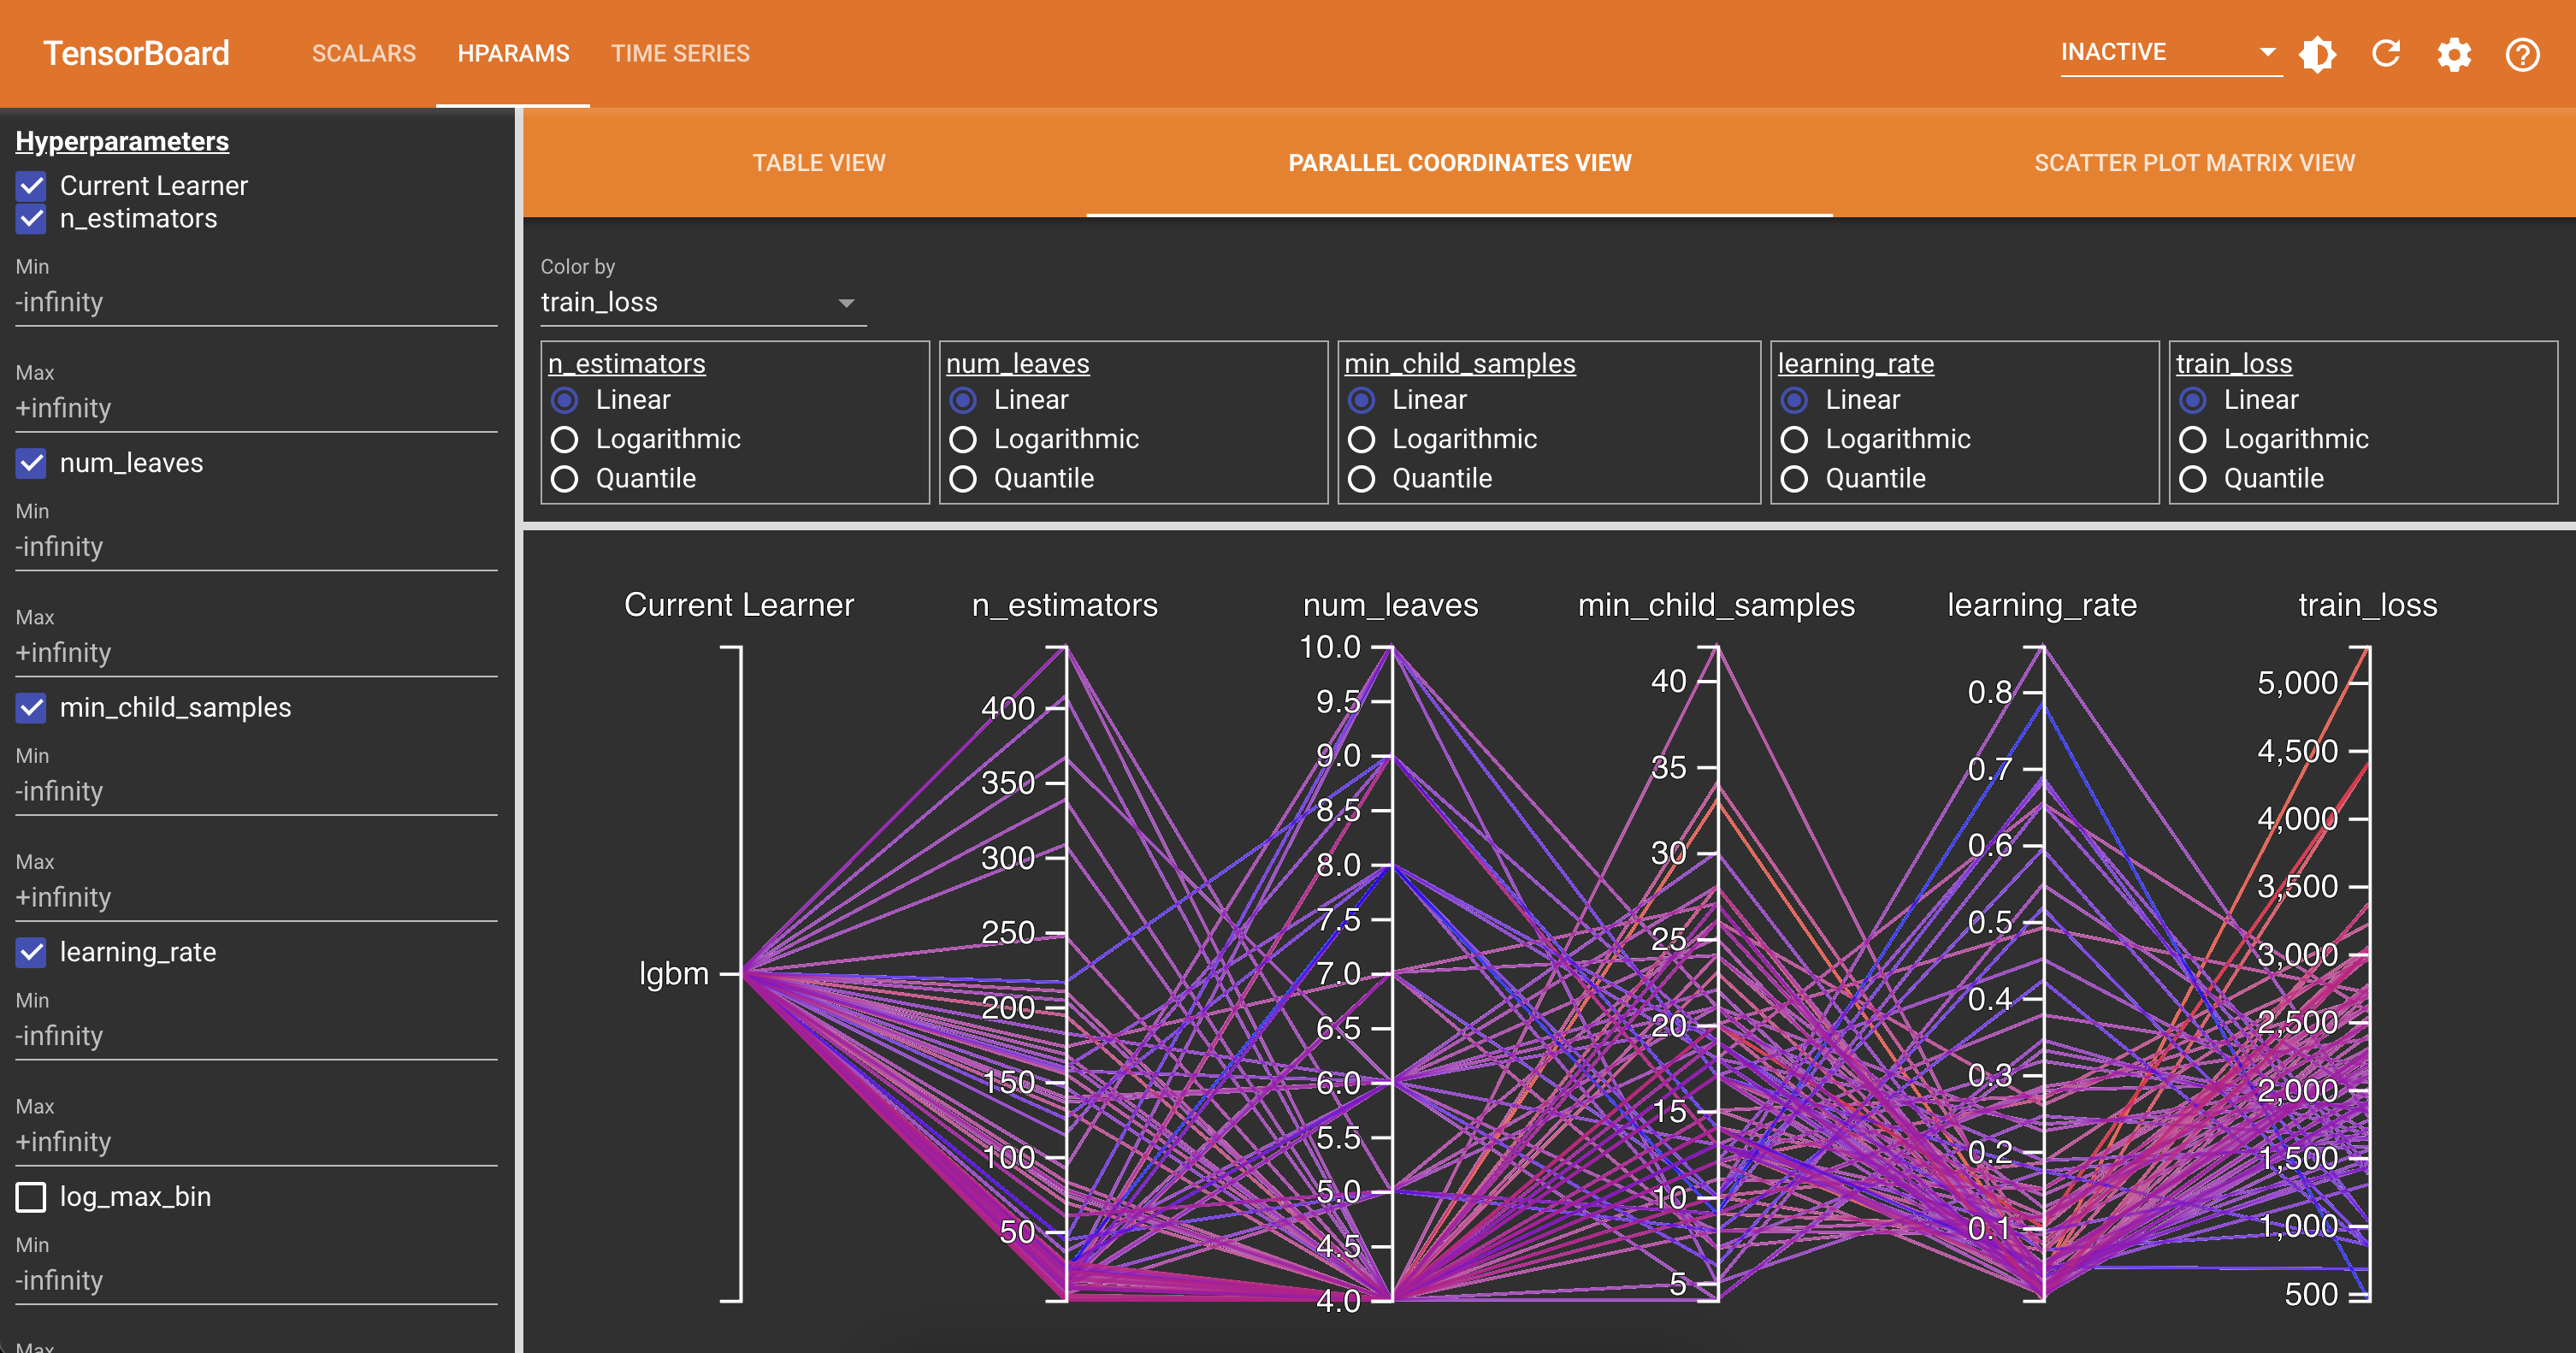 TensorBoard SCALARS HPARAMS TIME SERIES INACTIVE
Hyperparameters
Current Learner
n_estimators
Min
-infinity
Max
+infinity
num_leaves
Min
-infinity
Max
+infinity
min_child_samples
Min
-infinity
Max
+infinity
learning_rate
Min
-infinity
Max
+infinity
log_max_bin
Min
-infinity
Max
TABLE VIEW PARALLEL COORDINATES VIEW SCATTER PLOT MATRIX VIEW
Color by
train_loss
n_estimators
Linear
Logarithmic
Quantile
num_leaves
Linear
Logarithmic
Quantile
min_child_samples
Linear
Logarithmic
Quantile
learning_rate
Linear
Logarithmic
Quantile
train_loss
Linear
Logarithmic
Quantile
Current Learner
lgbm
n_estimators
400
350
300
250
200
150
100
50
num_leaves
10.0
9.5
9.0
8.5
8.0
7.5
7.0
6.5
6.0
5.5
5.0
4.5
4.0
min_child_samples
40
35
30
25
20
15
10
5
learning_rate
0.8
0.7
0.6
0.5
0.4
0.3
0.2
0.1
train_loss
5,000
4,500
4,000
3,500
3,000
2,500
2,000
1,500
1,000
500